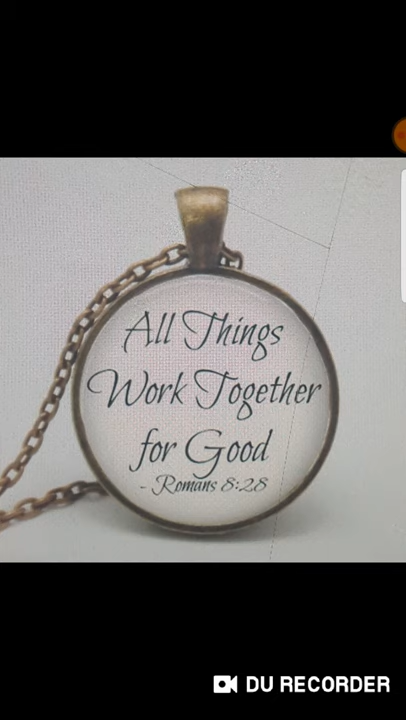 All Things
Work Together
for Good
- Romans 8:28
DU RECORDER